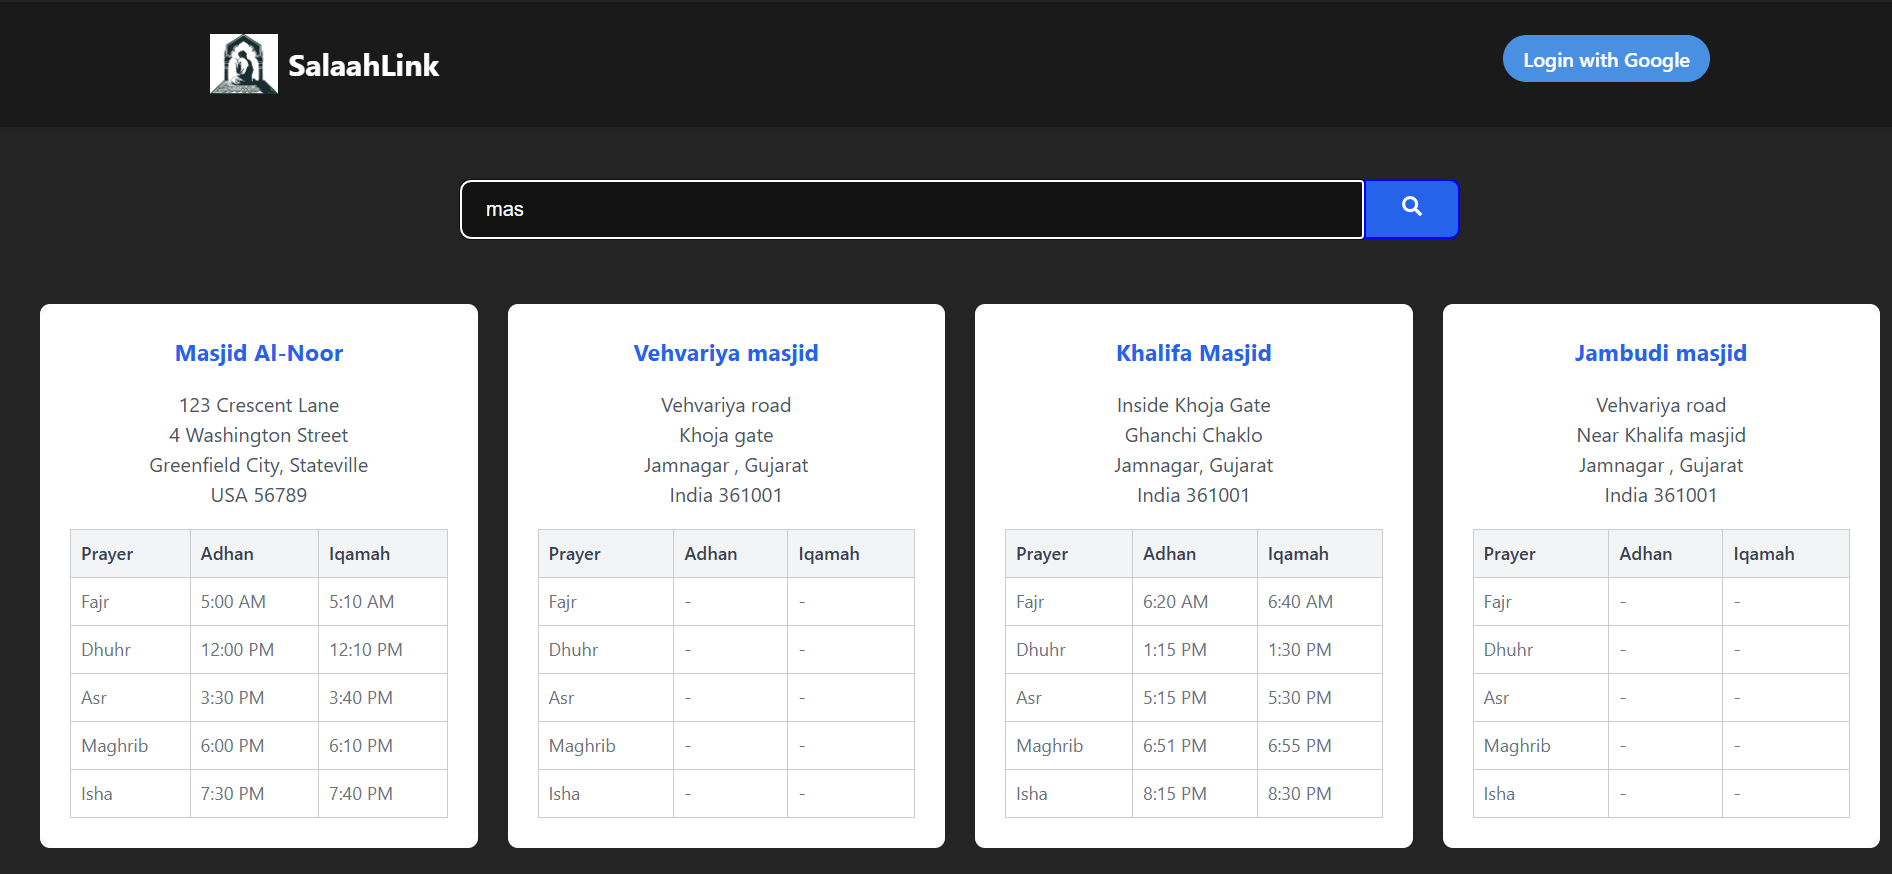 SalaahLink
Login with Google
mas
Masjid Al-Noor
123 Crescent Lane
4 Washington Street
Greenfield City, Stateville
USA 56789
Prayer Adhan Iqamah
Fajr 5:00 AM 5:10 AM
Dhuhr 12:00 PM 12:10 PM
Asr 3:30 PM 3:40 PM
Maghrib 6:00 PM 6:10 PM
Isha 7:30 PM 7:40 PM
Vehvariya masjid
Vehvariya road
Khoja gate
Jamnagar , Gujarat
India 361001
Prayer Adhan Iqamah
Fajr - -
Dhuhr - -
Asr - -
Maghrib - -
Isha - -
Khalifa Masjid
Inside Khoja Gate
Ghanchi Chaklo
Jamnagar, Gujarat
India 361001
Prayer Adhan Iqamah
Fajr 6:20 AM 6:40 AM
Dhuhr 1:15 PM 1:30 PM
Asr 5:15 PM 5:30 PM
Maghrib 6:51 PM 6:55 PM
Isha 8:15 PM 8:30 PM
Jambudi masjid
Vehvariya road
Near Khalifa masjid
Jamnagar , Gujarat
India 361001
Prayer Adhan Iqamah
Fajr - -
Dhuhr - -
Asr - -
Maghrib - -
Isha - -